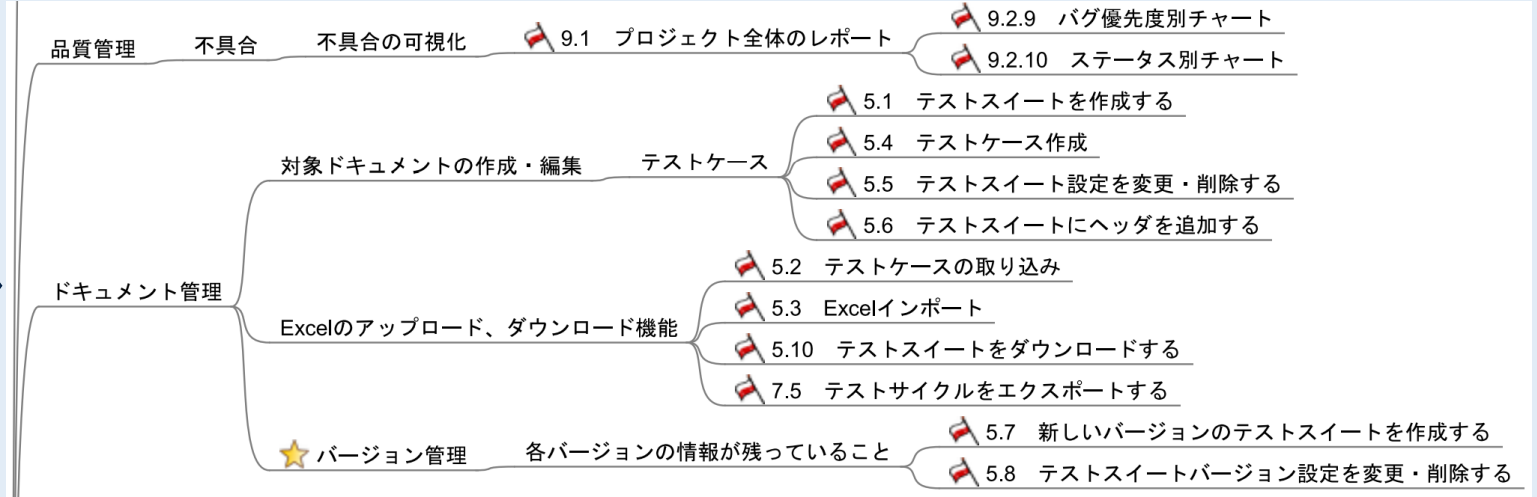 品質管理
不具合
不具合の可視化
9.1 プロジェクト全体のレポート
9.2.9 バグ優先度別チャート
9.2.10 ステータス別チャート
ドキュメント管理
対象ドキュメントの作成・編集
テストケース
5.1 テストスイートを作成する
5.4 テストケース作成
5.5 テストスイート設定を変更・削除する
5.6 テストスイートにヘッダを追加する
Excelのアップロード、ダウンロード機能
5.2 テストケースの取り込み
5.3 Excelインポート
5.10 テストスイートをダウンロードする
7.5 テストサイクルをエクスポートする
バージョン管理
各バージョンの情報が残っていること
5.7 新しいバージョンのテストスイートを作成する
5.8 テストスイートバージョン設定を変更・削除する